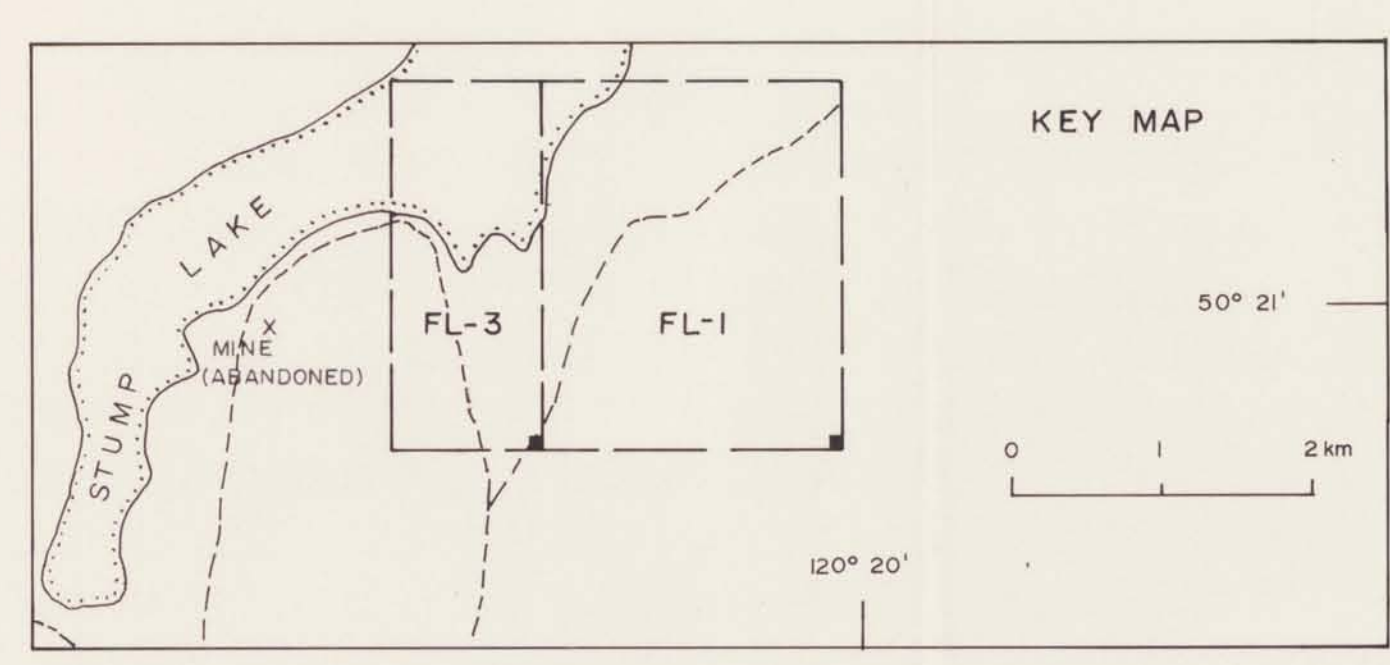 KEY MAP
STUMP LAKE
FL-3
FL-1
50° 21'
X
MINE
(ABANDONED)
0 1 2 km
120° 20'